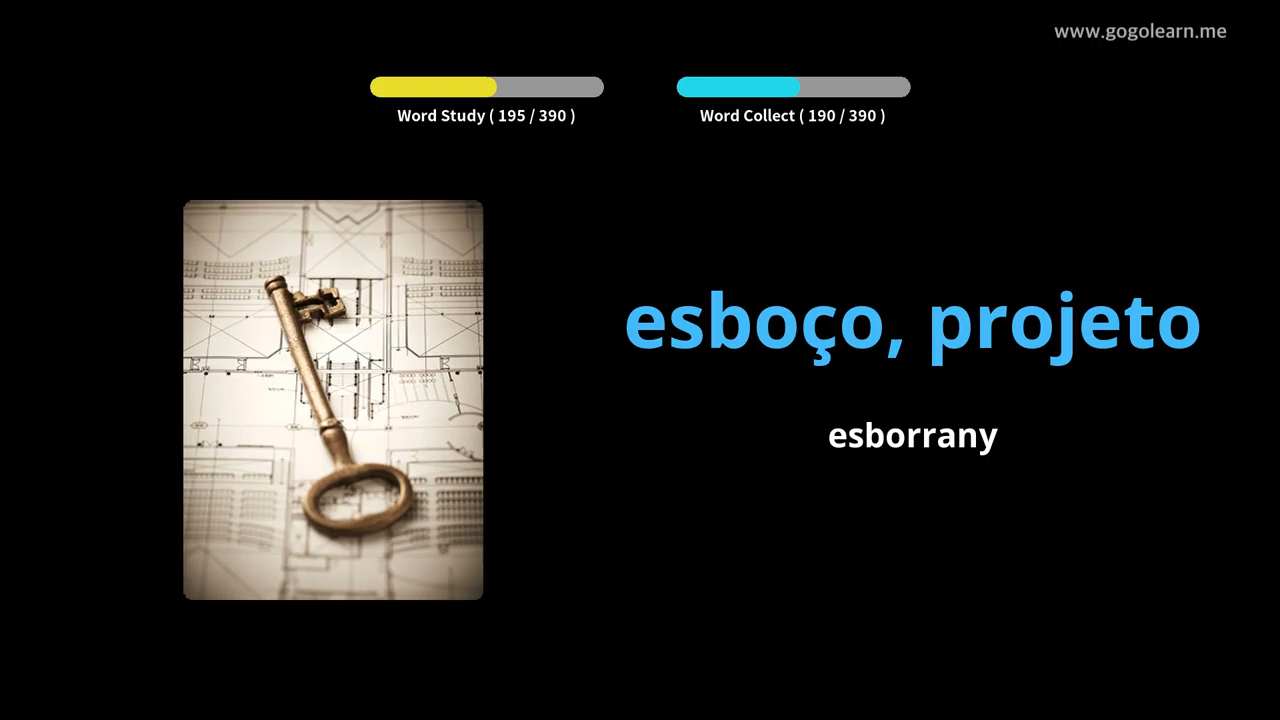 www.gogolearn.me
Word Study ( 195 / 390 )
Word Collect ( 190 / 390 )
esboço, projeto
esborrany